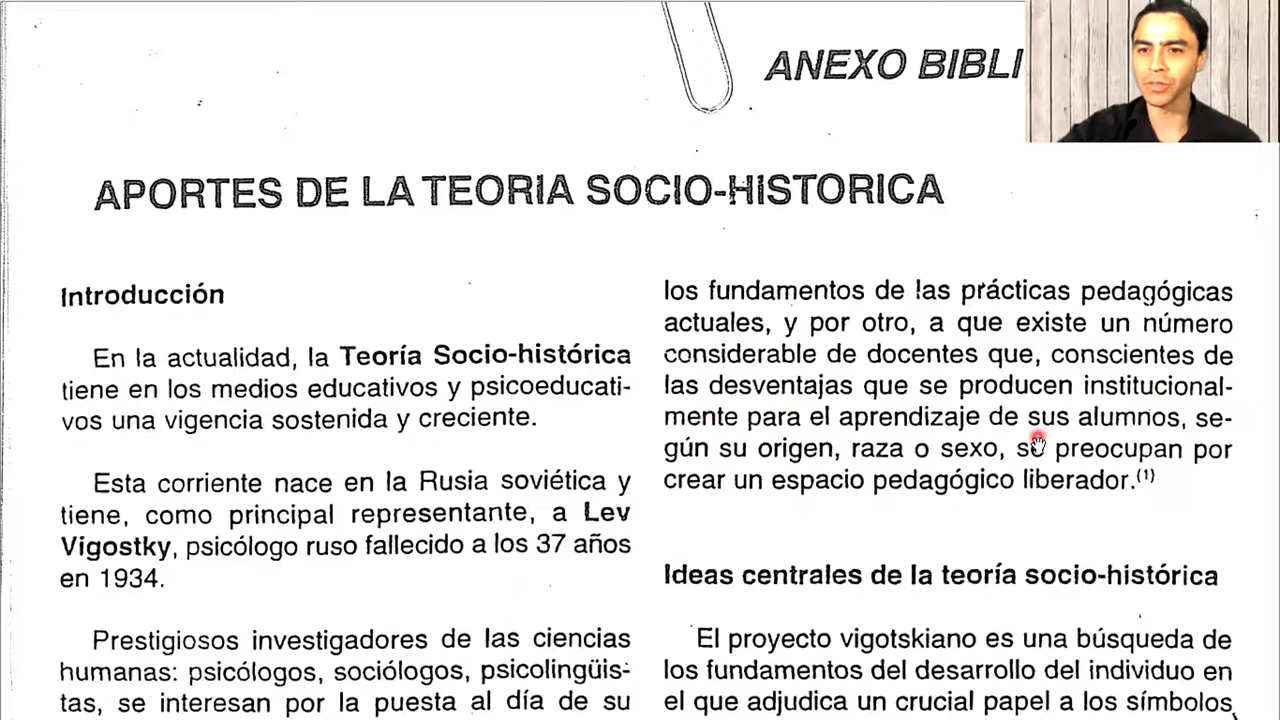 ANEXO BIBLI
APORTES DE LA TEORIA SOCIO-HISTORICA
Introducción
En la actualidad, la Teoría Socio-histórica
tiene en los medios educativos y psicoeducati-
vos una vigencia sostenida y creciente.
Esta corriente nace en la Rusia soviética y
tiene, como principal representante, a Lev
Vigostky, psicólogo ruso fallecido a los 37 años
en 1934.
Prestigiosos investigadores de las ciencias
humanas: psicólogos, sociólogos, psicolingüis-
tas, se interesan por la puesta al día de su
los fundamentos de las prácticas pedagógicas
actuales, y por otro, a que existe un número
considerable de docentes que, conscientes de
las desventajas que se producen institucional-
mente para el aprendizaje de sus alumnos, se-
gún su origen, raza o sexo, se preocupan por
crear un espacio pedagógico liberador.(1)
Ideas centrales de la teoría socio-histórica
El proyecto vigotskiano es una búsqueda de
los fundamentos del desarrollo del individuo en
el que adjudica un crucial papel a los símbolos